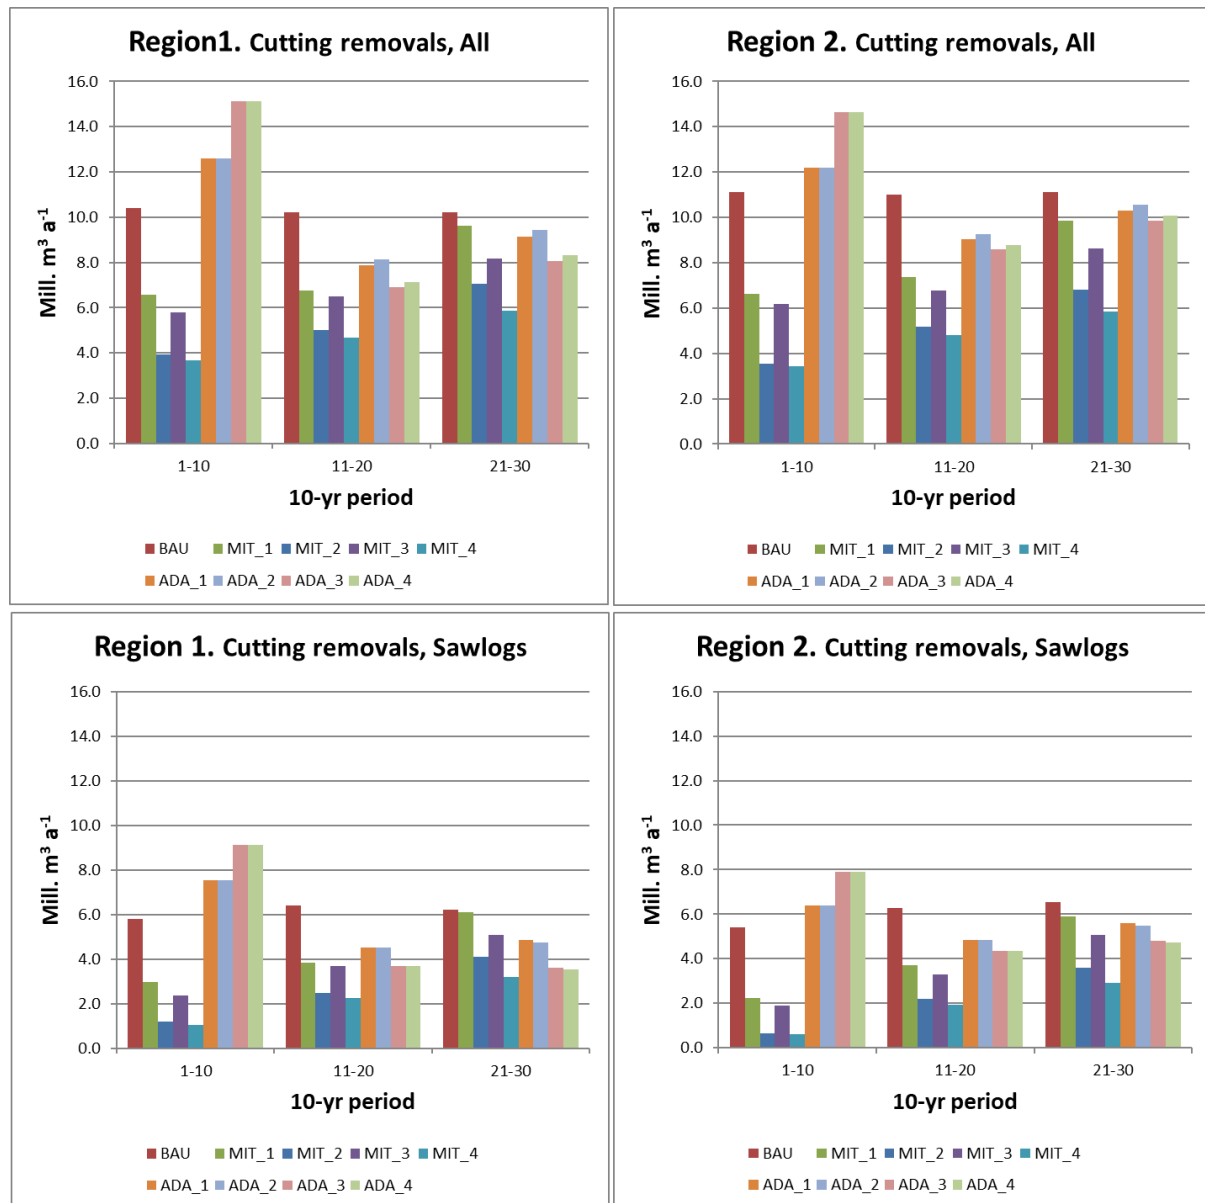 Region1. Cutting removals, All
16.0
14.0
12.0
10.0
8.0
6.0
4.0
2.0
0.0
Mill. m³ a⁻¹
1-10 11-20 21-30
10-yr period
BAU MIT_1 MIT_2 MIT_3 MIT_4
ADA_1 ADA_2 ADA_3 ADA_4
Region 2. Cutting removals, All
16.0
14.0
12.0
10.0
8.0
6.0
4.0
2.0
0.0
Mill. m³ a⁻¹
1-10 11-20 21-30
10-yr period
BAU MIT_1 MIT_2 MIT_3 MIT_4
ADA_1 ADA_2 ADA_3 ADA_4
Region 1. Cutting removals, Sawlogs
16.0
14.0
12.0
10.0
8.0
6.0
4.0
2.0
0.0
Mill. m³ a⁻¹
1-10 11-20 21-30
10-yr period
BAU MIT_1 MIT_2 MIT_3 MIT_4
ADA_1 ADA_2 ADA_3 ADA_4
Region 2. Cutting removals, Sawlogs
16.0
14.0
12.0
10.0
8.0
6.0
4.0
2.0
0.0
Mill. m³ a⁻¹
1-10 11-20 21-30
10-yr period
BAU MIT_1 MIT_2 MIT_3 MIT_4
ADA_1 ADA_2 ADA_3 ADA_4